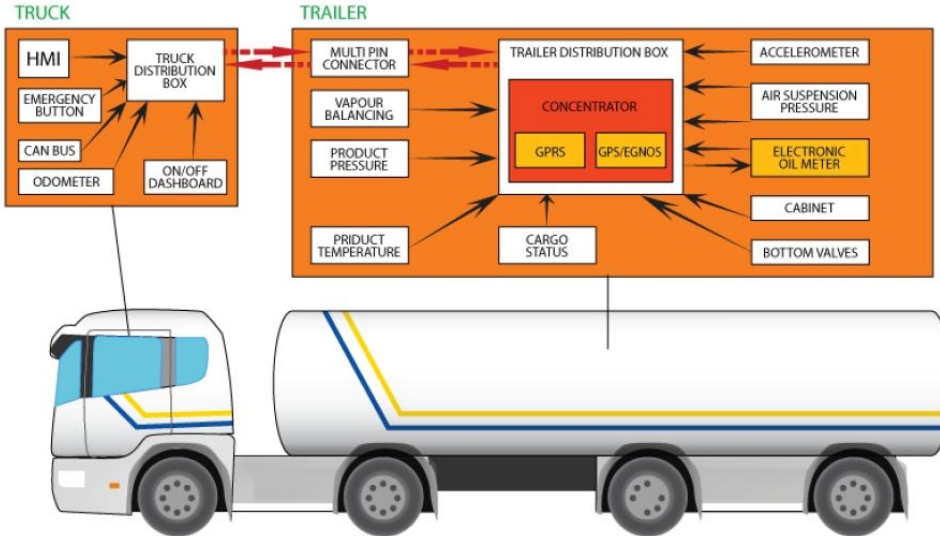 TRUCK
HMI
TRUCK
DISTRIBUTION
BOX
EMERGENCY
BUTTON
CAN BUS
ODOMETER
ON/OFF
DASHBOARD
TRAILER
MULTI PIN
CONNECTOR
VAPOUR
BALANCING
PRODUCT
PRESSURE
PRIDUCT
TEMPERATURE
TRAILER DISTRIBUTION BOX
CONCENTRATOR
GPRS
GPS/EGNOS
CARGO
STATUS
ACCELEROMETER
AIR SUSPENSION
PRESSURE
ELECTRONIC
OIL METER
CABINET
BOTTOM VALVES